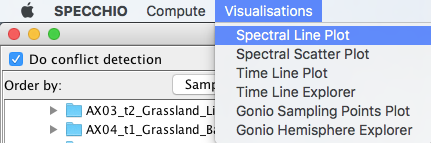 SPECCHIO Compute Visualisations
Spectral Line Plot
Spectral Scatter Plot
Time Line Plot
Time Line Explorer
Gonio Sampling Points Plot
Gonio Hemisphere Explorer
Do conflict detection
Order by: Samp
AX03_t2_Grassland_Li
AX04_t1_Grassland_Ba